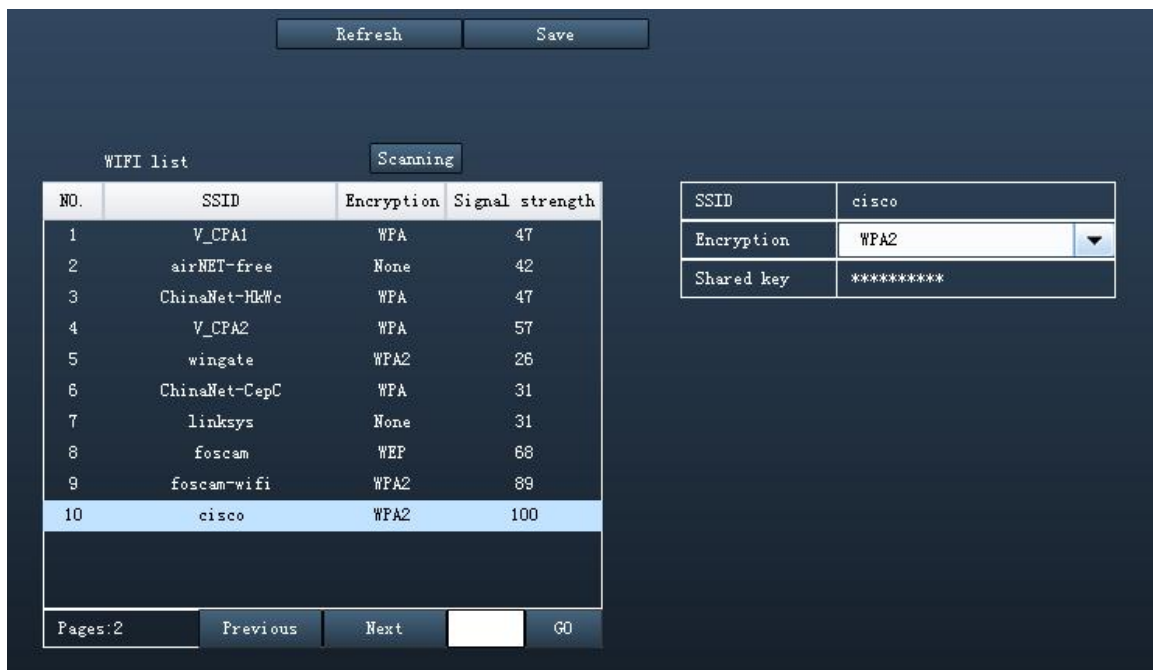 Refresh Save
WIFI list Scanning
NO. SSID Encryption Signal strength
1 V_CPA1 WPA 47
2 airNET-free None 42
3 ChinaNet-HkWc WPA 47
4 V_CPA2 WPA 57
5 wingate WPA2 26
6 ChinaNet-CepC WPA 31
7 linksys None 31
8 foscam WEP 68
9 foscam-wifi WPA2 89
10 cisco WPA2 100
Pages:2 Previous Next GO
SSID cisco
Encryption WPA2
Shared key **********